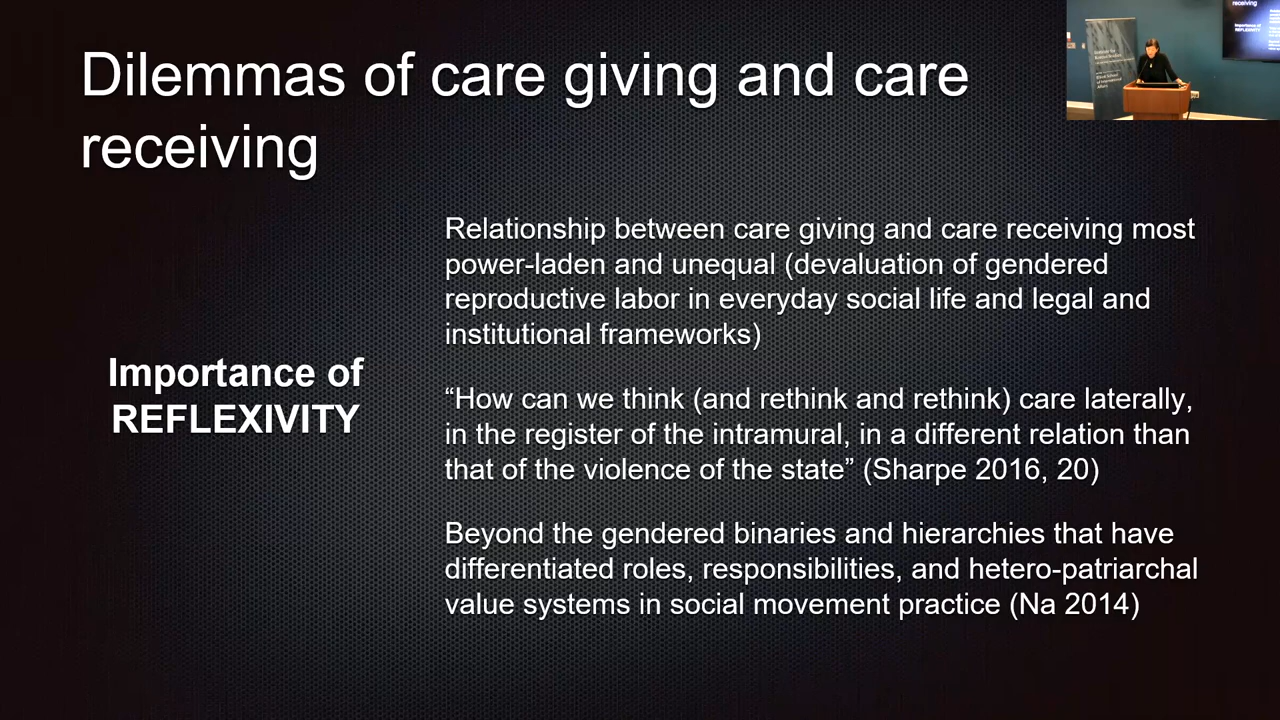 Dilemmas of care giving and care
receiving
Importance of
REFLEXIVITY
Relationship between care giving and care receiving most
power-laden and unequal (devaluation of gendered
reproductive labor in everyday social life and legal and
institutional frameworks)
“How can we think (and rethink and rethink) care laterally,
in the register of the intramural, in a different relation than
that of the violence of the state” (Sharpe 2016, 20)
Beyond the gendered binaries and hierarchies that have
differentiated roles, responsibilities, and hetero-patriarchal
value systems in social movement practice (Na 2014)
receiving
Importance of
REFLEXIVITY